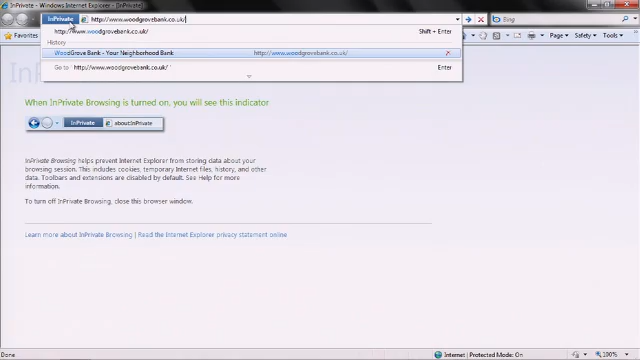 InPrivate - Windows Internet Explorer - [InPrivate]
InPrivate http://www.woodgrovebank.co.uk/ Bing
http://www.woodgrovebank.co.uk/ Shift + Enter
History
WoodGrove Bank - Your Neighborhood Bank http://www.woodgrovebank.co.uk/
Go to ' http://www.woodgrovebank.co.uk/ ' Enter
Favorites Page Safety
InP
When InPrivate Browsing is turned on, you will see this indicator
InPrivate about:InPrivate
InPrivate Browsing helps prevent Internet Explorer from storing data about your
browsing session. This includes cookies, temporary Internet files, history, and other
data. Toolbars and extensions are disabled by default. See Help for more
information.
To turn off InPrivate Browsing, close this browser window.
Learn more about InPrivate Browsing | Read the Internet Explorer privacy statement online
Done Internet | Protected Mode: On 100%